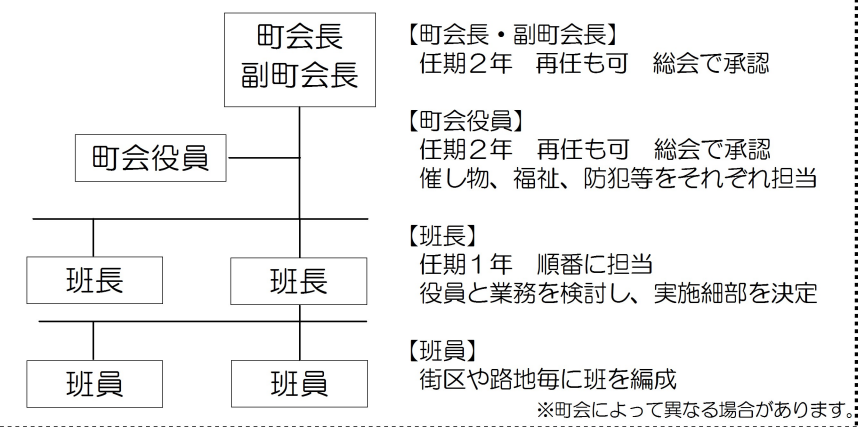 町会長
副町会長
町会役員
班長
班長
班員
班員
【町会長・副町会長】
任期２年　再任も可　総会で承認
【町会役員】
任期２年　再任も可　総会で承認
催し物、福祉、防犯等をそれぞれ担当
【班長】
任期１年　順番に担当
役員と業務を検討し、実施細部を決定
【班員】
街区や路地毎に班を編成
※町会によって異なる場合があります。